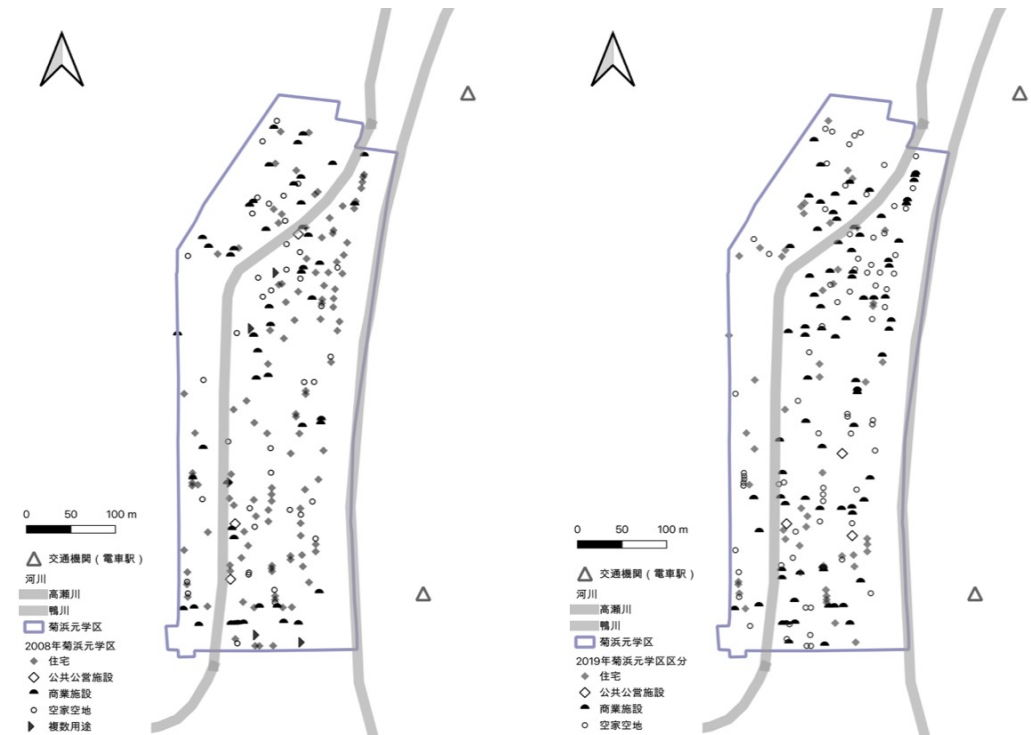 0 50 100 m
交通機関（電車駅）
河川
高瀬川
鴨川
菊浜元学区
2008年菊浜元学区
住宅
公共公営施設
商業施設
空家空地
複数用途
0 50 100 m
交通機関（電車駅）
河川
高瀬川
鴨川
菊浜元学区
2019年菊浜元学区区分
住宅
公共公営施設
商業施設
空家空地